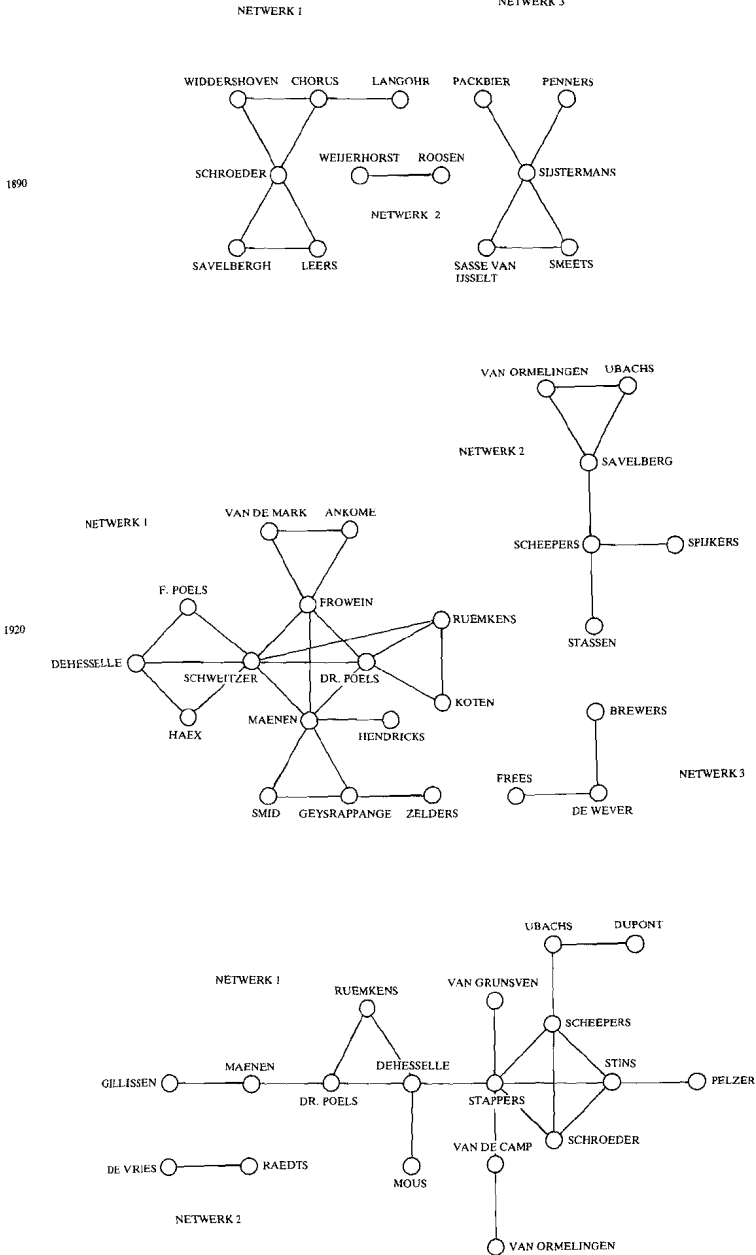 NETWERK 1
NETWERK 3
WIDDERSHOVEN
CHORUS
LANGOHR
PACKBIER
PENNERS
1890
SCHROEDER
WEIJERHORST
ROOSEN
SIJSTERMANS
NETWERK 2
SAVELBERGH
LEERS
SASSE VAN
IJSSELT
SMEETS
VAN ORMELINGEN
UBACHS
NETWERK 2
SAVELBERG
NETWERK 1
VAN DE MARK
ANKOME
SCHEEPERS
SPIJKERS
F. POELS
FROWEIN
RUEMKENS
1920
STASSEN
DEHESSELLE
SCHWEITZER
DR. POELS
KOTEN
HAEX
MAENEN
HENDRICKS
BREWERS
FREES
NETWERK 3
SMID
GEYSRAPPANGE
ZELDERS
DE WEVER
UBACHS
DUPONT
NETWERK 1
RUEMKENS
VAN GRUNSVEN
SCHEEPERS
GILLISSEN
MAENEN
DEHESSELLE
STINS
PELZER
DR. POELS
STAPPERS
VAN DE CAMP
SCHROEDER
DE VRIES
RAEDTS
MOUS
NETWERK 2
VAN ORMELINGEN